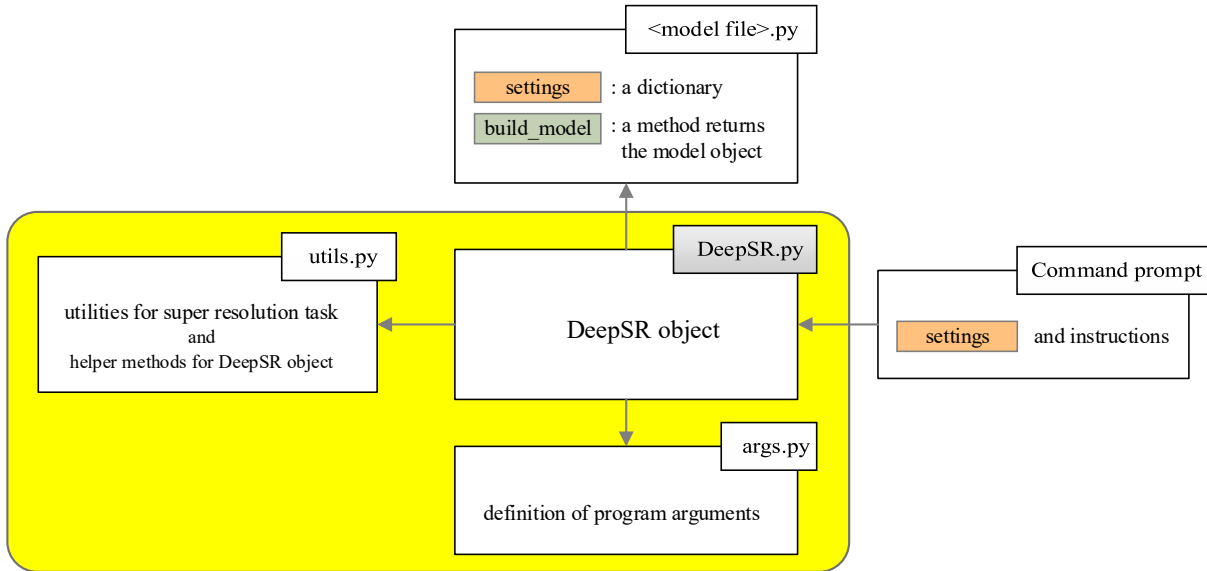 <model file>.py
settings : a dictionary
build_model : a method returns
the model object
DeepSR.py
DeepSR object
utils.py
utilities for super resolution task
and
helper methods for DeepSR object
Command prompt
settings and instructions
args.py
definition of program arguments